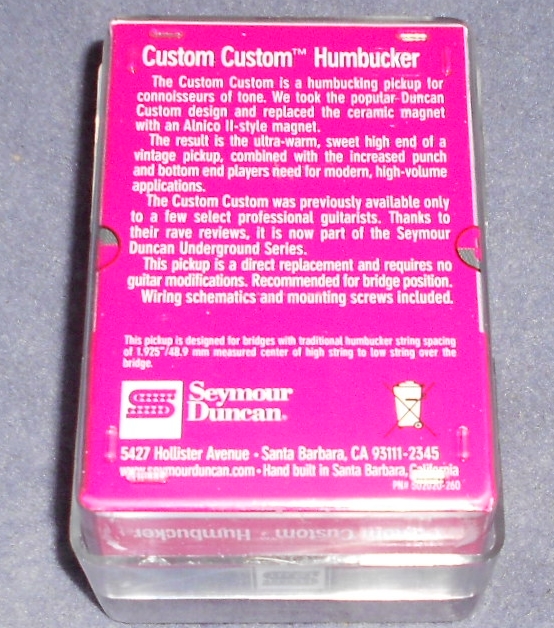 Custom Custom™ Humbucker
The Custom Custom is a humbucking pickup for
connoisseurs of tone. We took the popular Duncan
Custom design and replaced the ceramic magnet
with an Alnico II-style magnet.
The result is the ultra-warm, sweet high end of a
vintage pickup, combined with the increased punch
and bottom end players need for modern, high-volume
applications.
The Custom Custom was previously available only
to a few select professional guitarists. Thanks to
their rave reviews, it is now part of the Seymour
Duncan Underground Series.
This pickup is a direct replacement and requires no
guitar modifications. Recommended for bridge position.
Wiring schematics and mounting screws included.
This pickup is designed for bridges with traditional humbucker string spacing
of 1.925"/48.9 mm measured center of high string to low string over the
bridge.
Seymour
Duncan®
5427 Hollister Avenue • Santa Barbara, CA 93111-2345
www.seymourduncan.com • Hand built in Santa Barbara, California
PN#
Custom • Humbucker